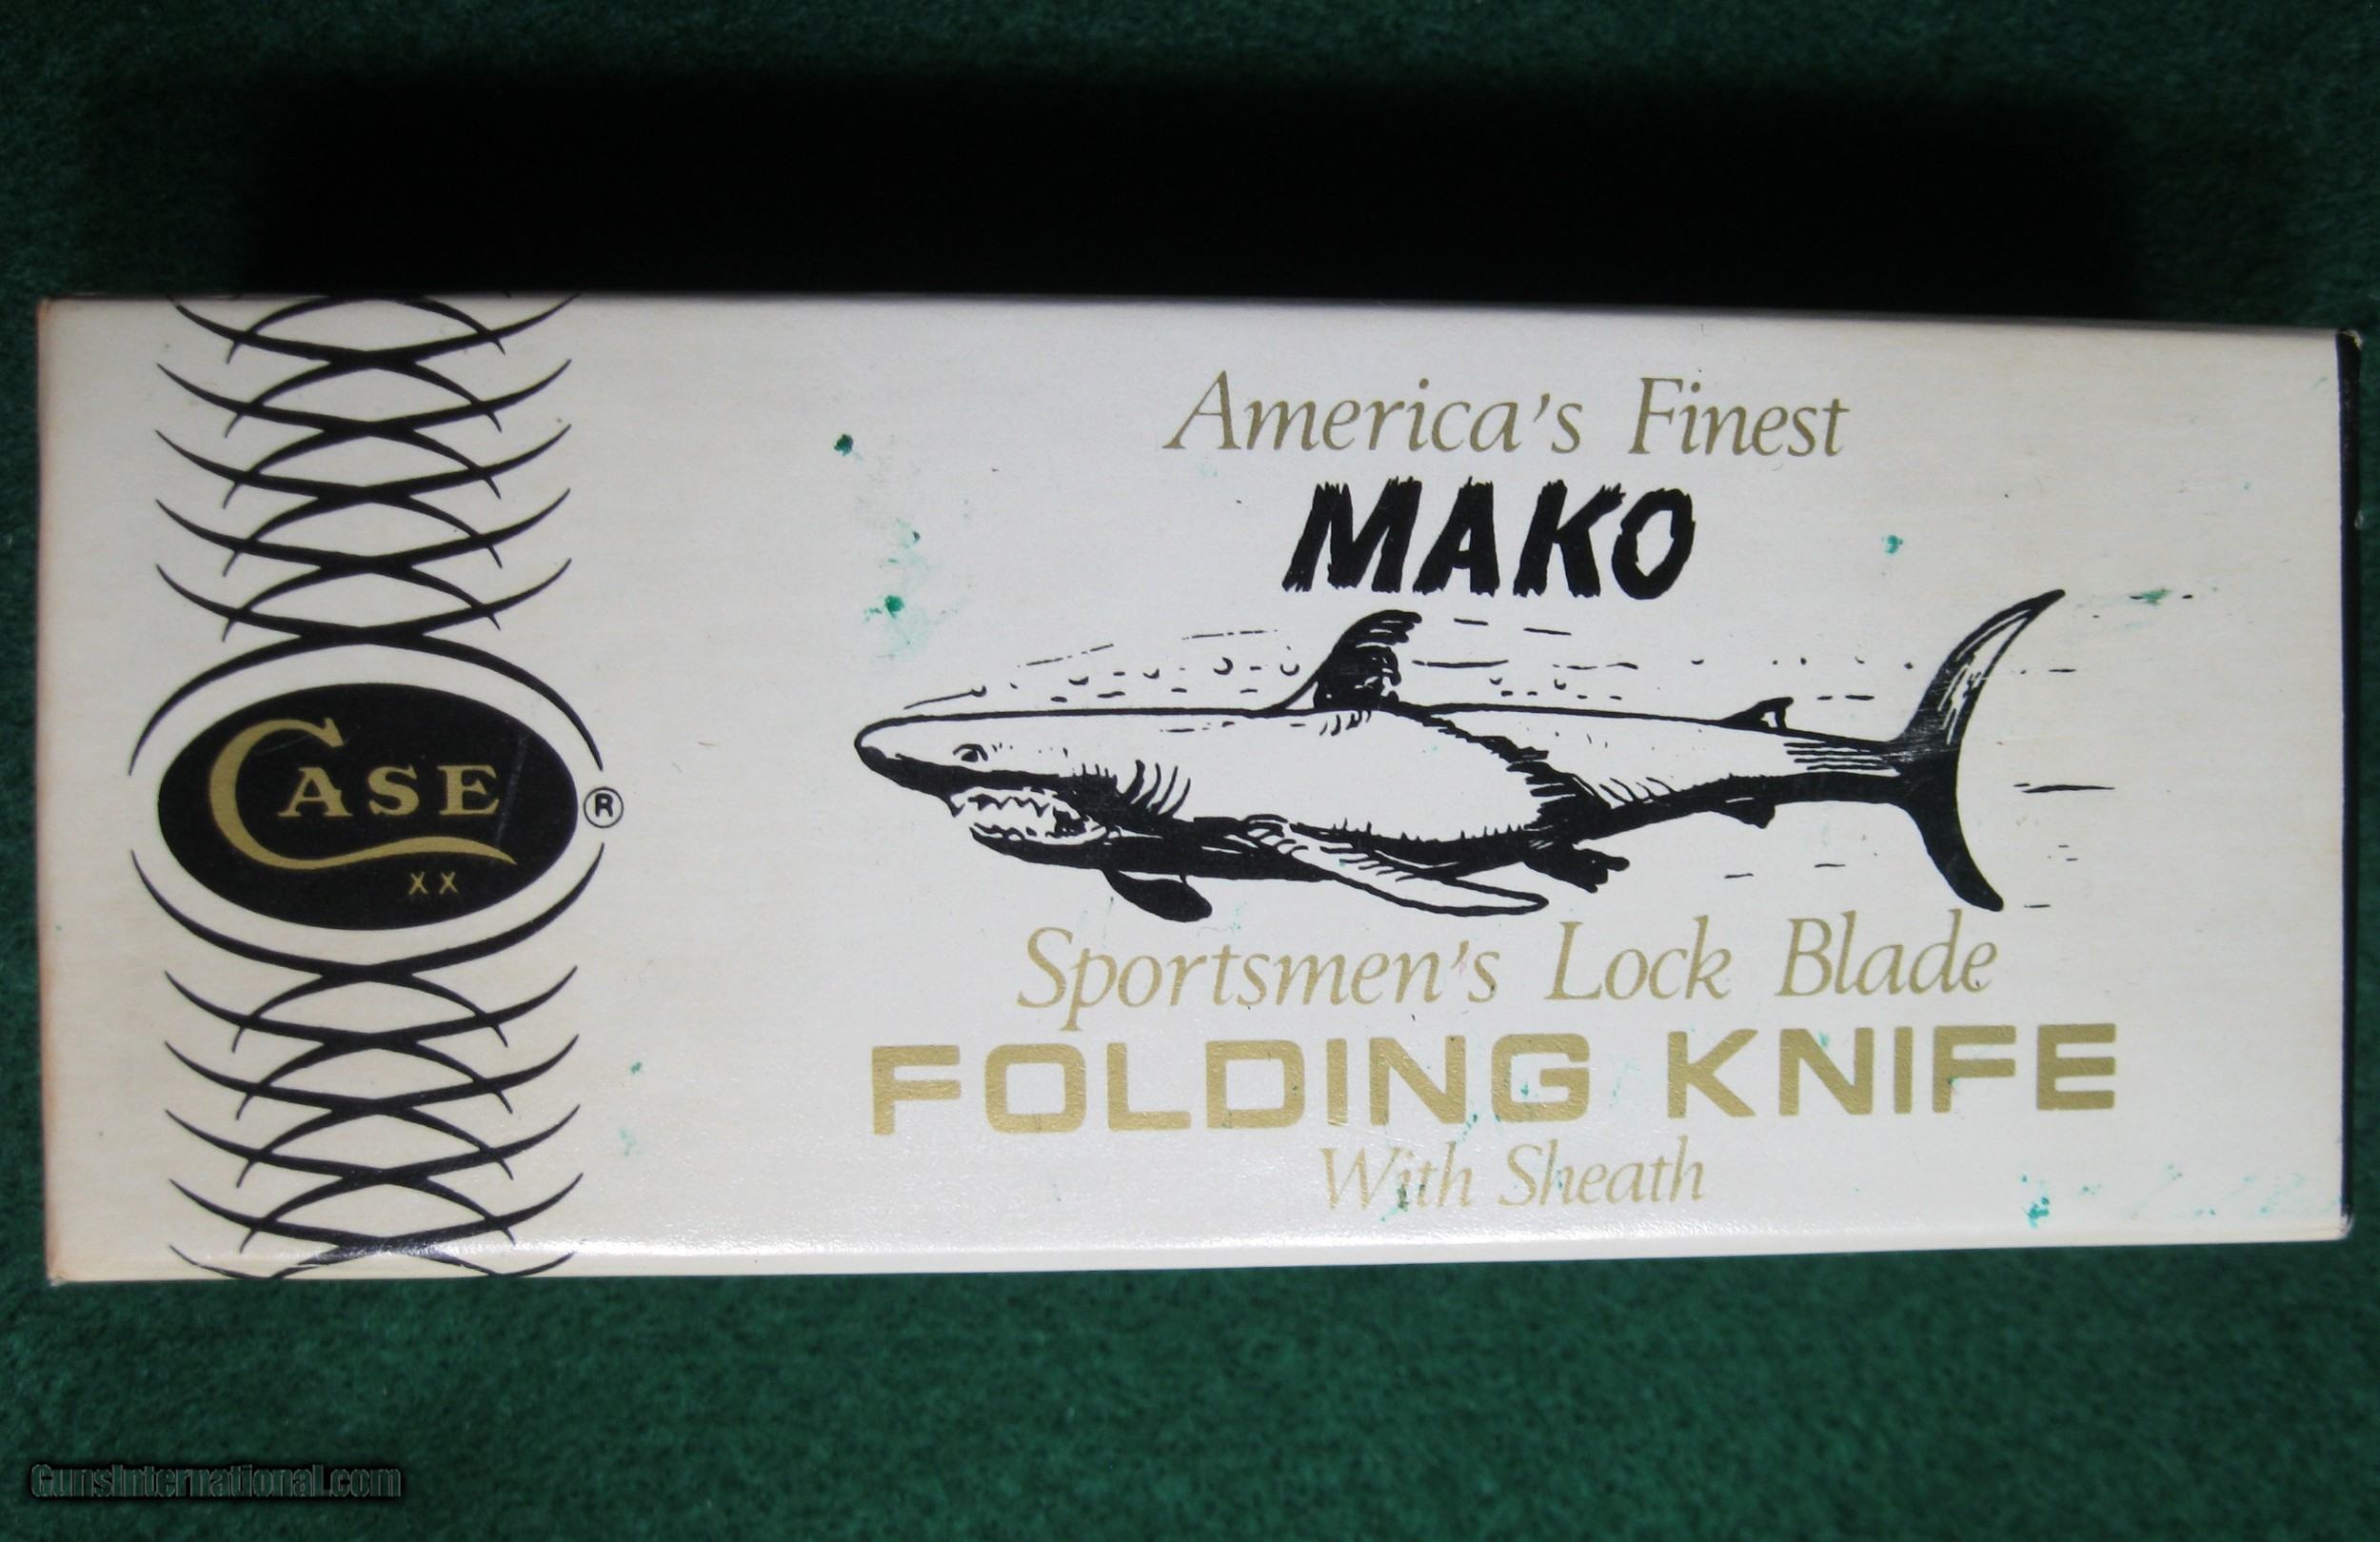 America's Finest
MAKO
CASE
XX
®
Sportsmen's Lock Blade
FOLDING KNIFE
With Sheath
GunsInternational.com